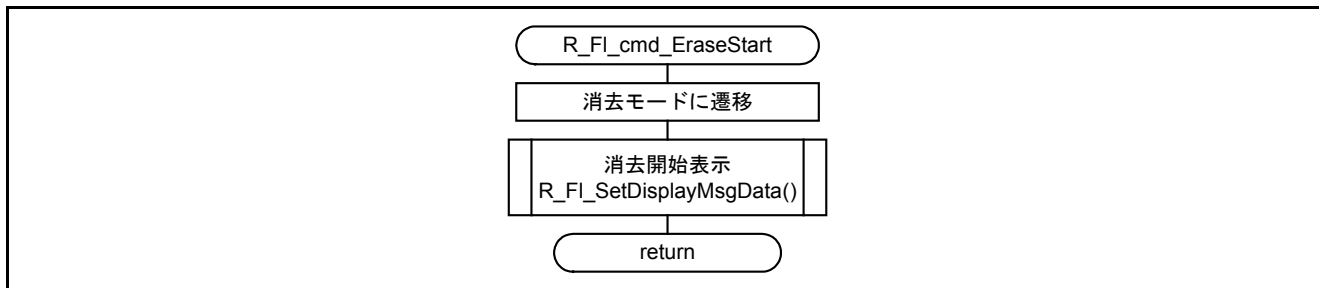 R_Fl_cmd_EraseStart
消去モードに遷移
消去開始表示
R_Fl_SetDisplayMsgData()
return